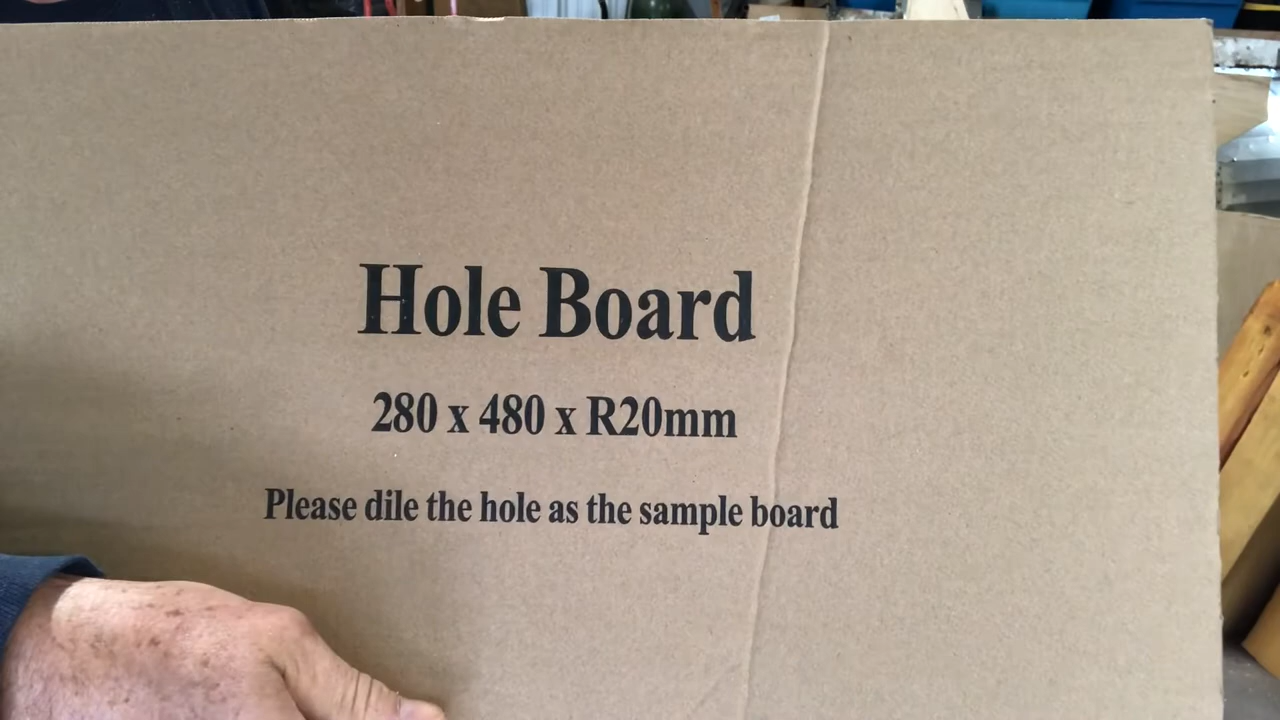 Hole Board
280 x 480 x R20mm
Please dile the hole as the sample board